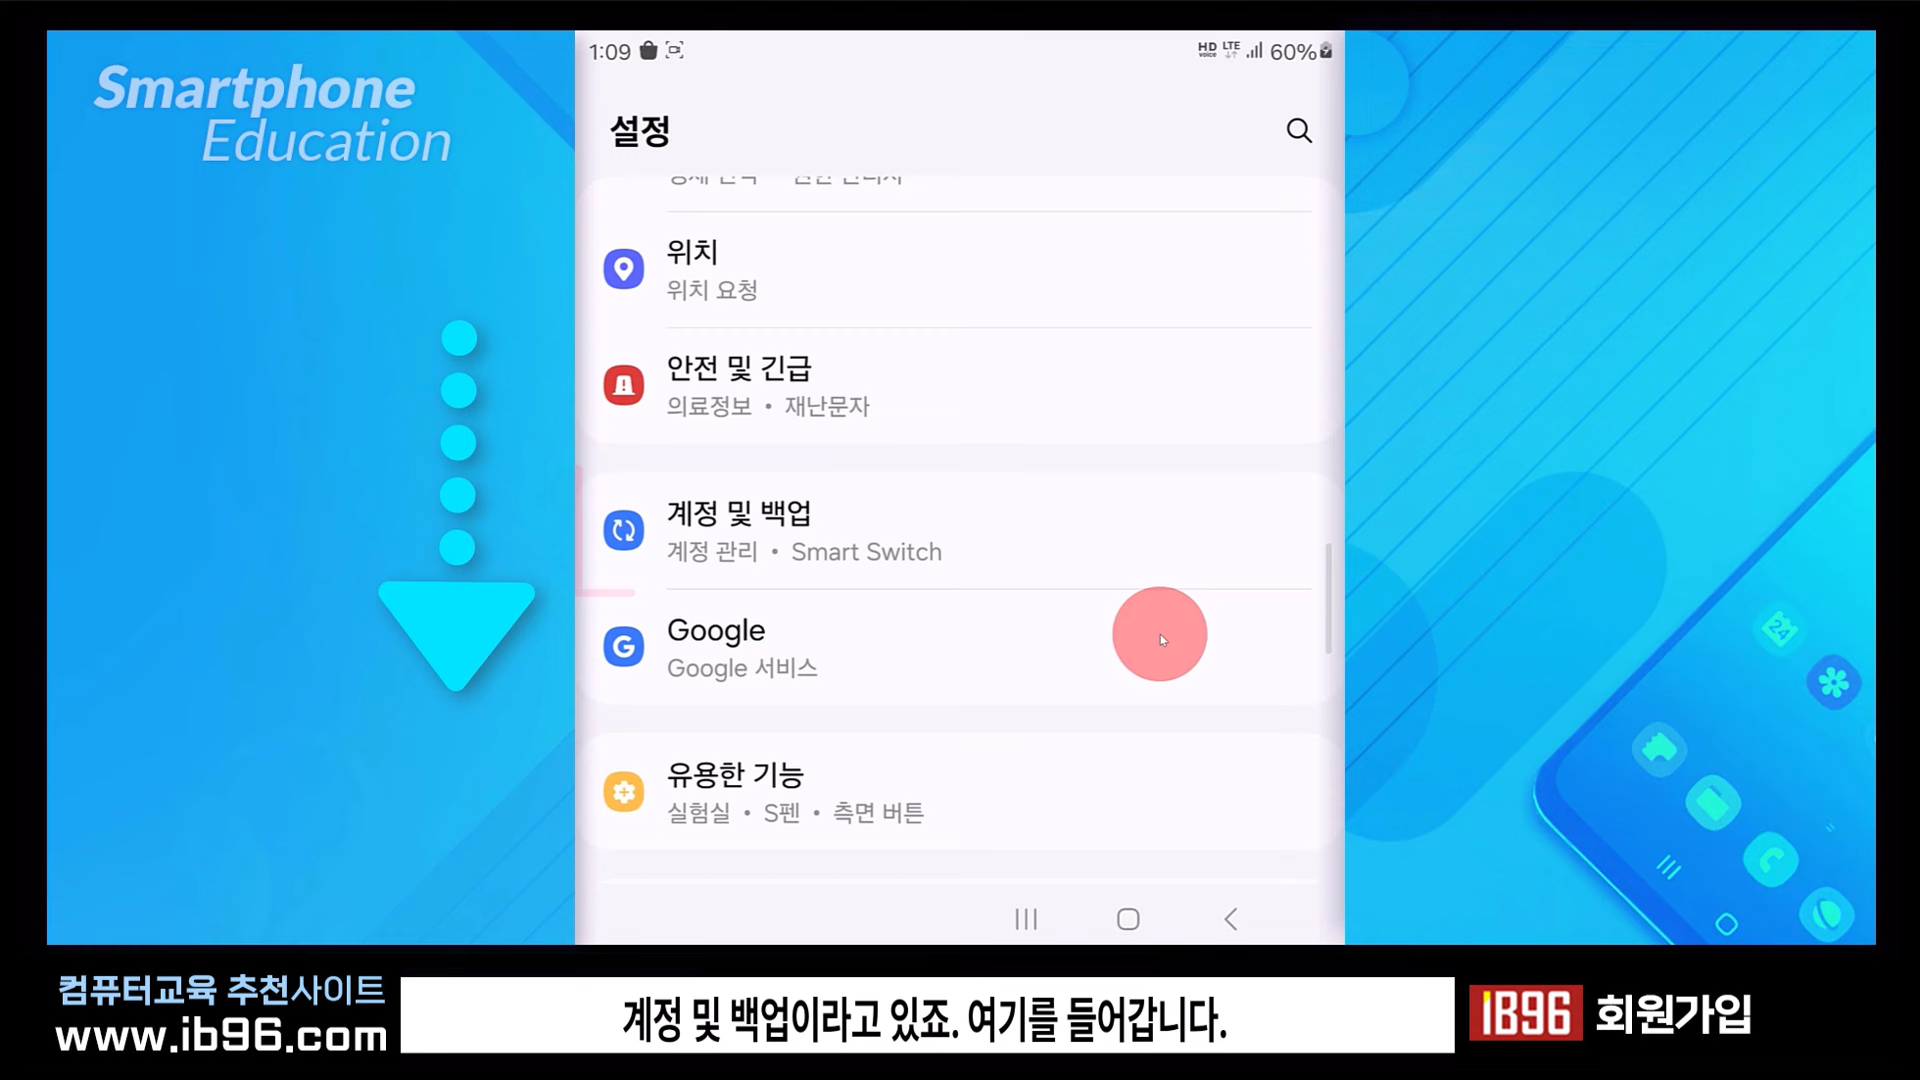 Smartphone
Education
1:09
HD voice LTE 60%
설정
위치
위치 요청
안전 및 긴급
의료정보 • 재난문자
계정 및 백업
계정 관리 • Smart Switch
Google
Google 서비스
유용한 기능
실험실 • S펜 • 측면 버튼
24
컴퓨터교육 추천사이트
www.ib96.com
계정 및 백업이라고 있죠. 여기를 들어갑니다.
IB96 회원가입